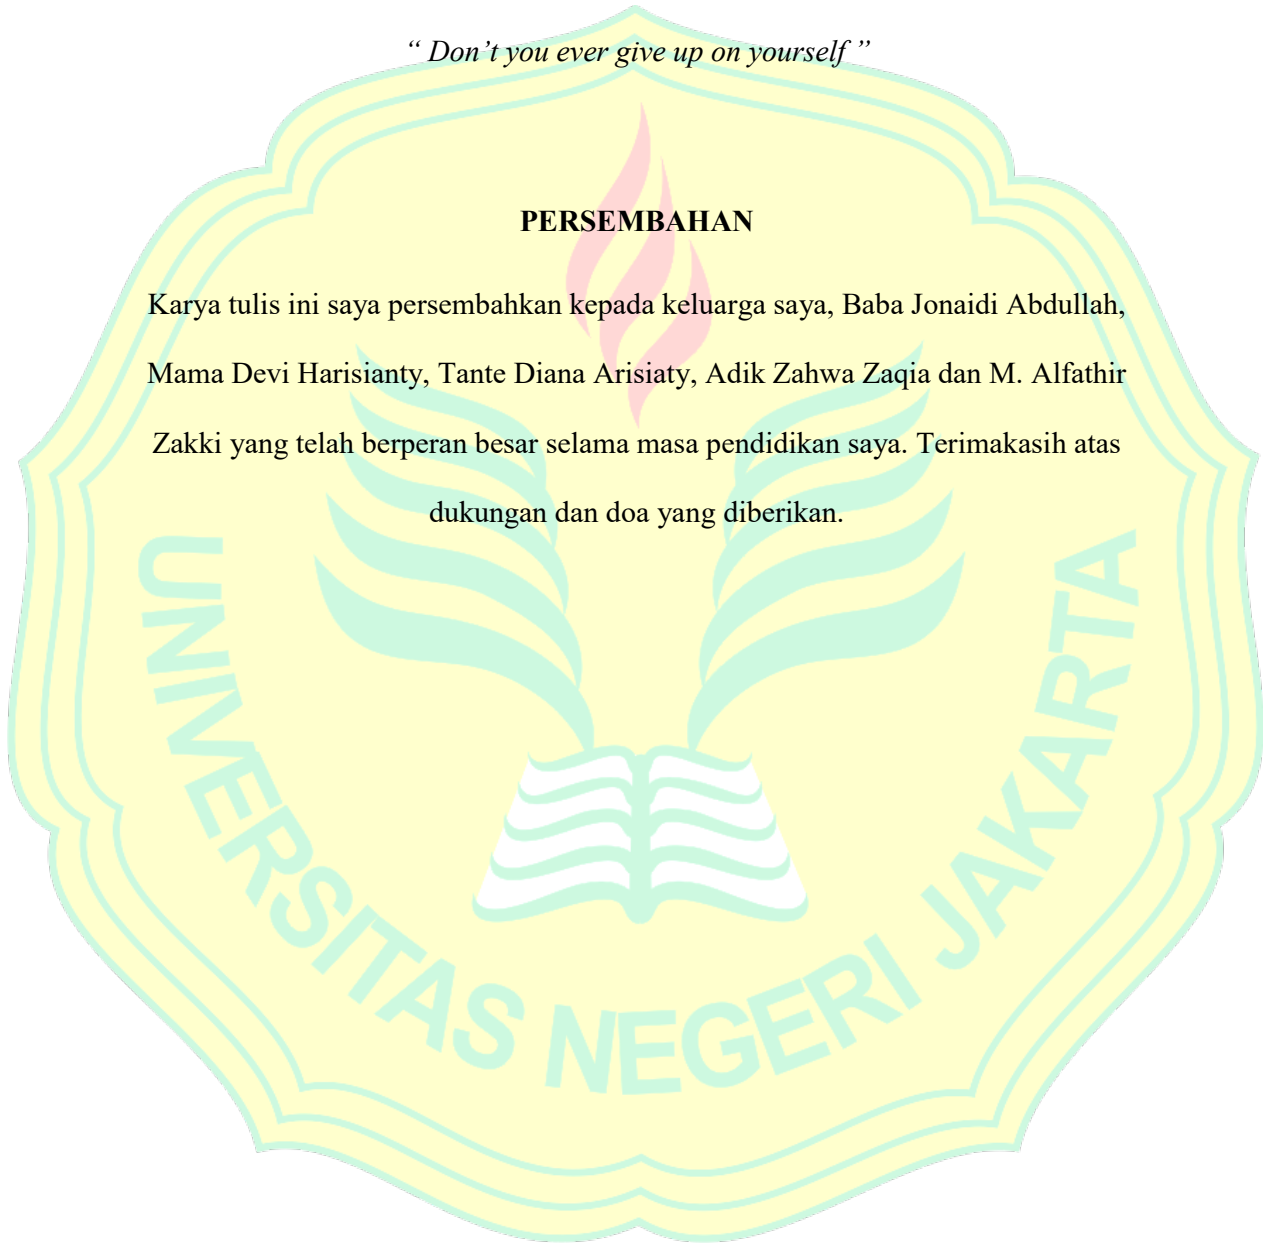 “ Don’t you ever give up on yourself ”
PERSEMBAHAN
Karya tulis ini saya persembahkan kepada keluarga saya, Baba Jonaidi Abdullah,
Mama Devi Harisianty, Tante Diana Arisiaty, Adik Zahwa Zaqia dan M. Alfathir
Zakki yang telah berperan besar selama masa pendidikan saya. Terimakasih atas
dukungan dan doa yang diberikan.
UNIVERSITAS NEGERI JAKARTA